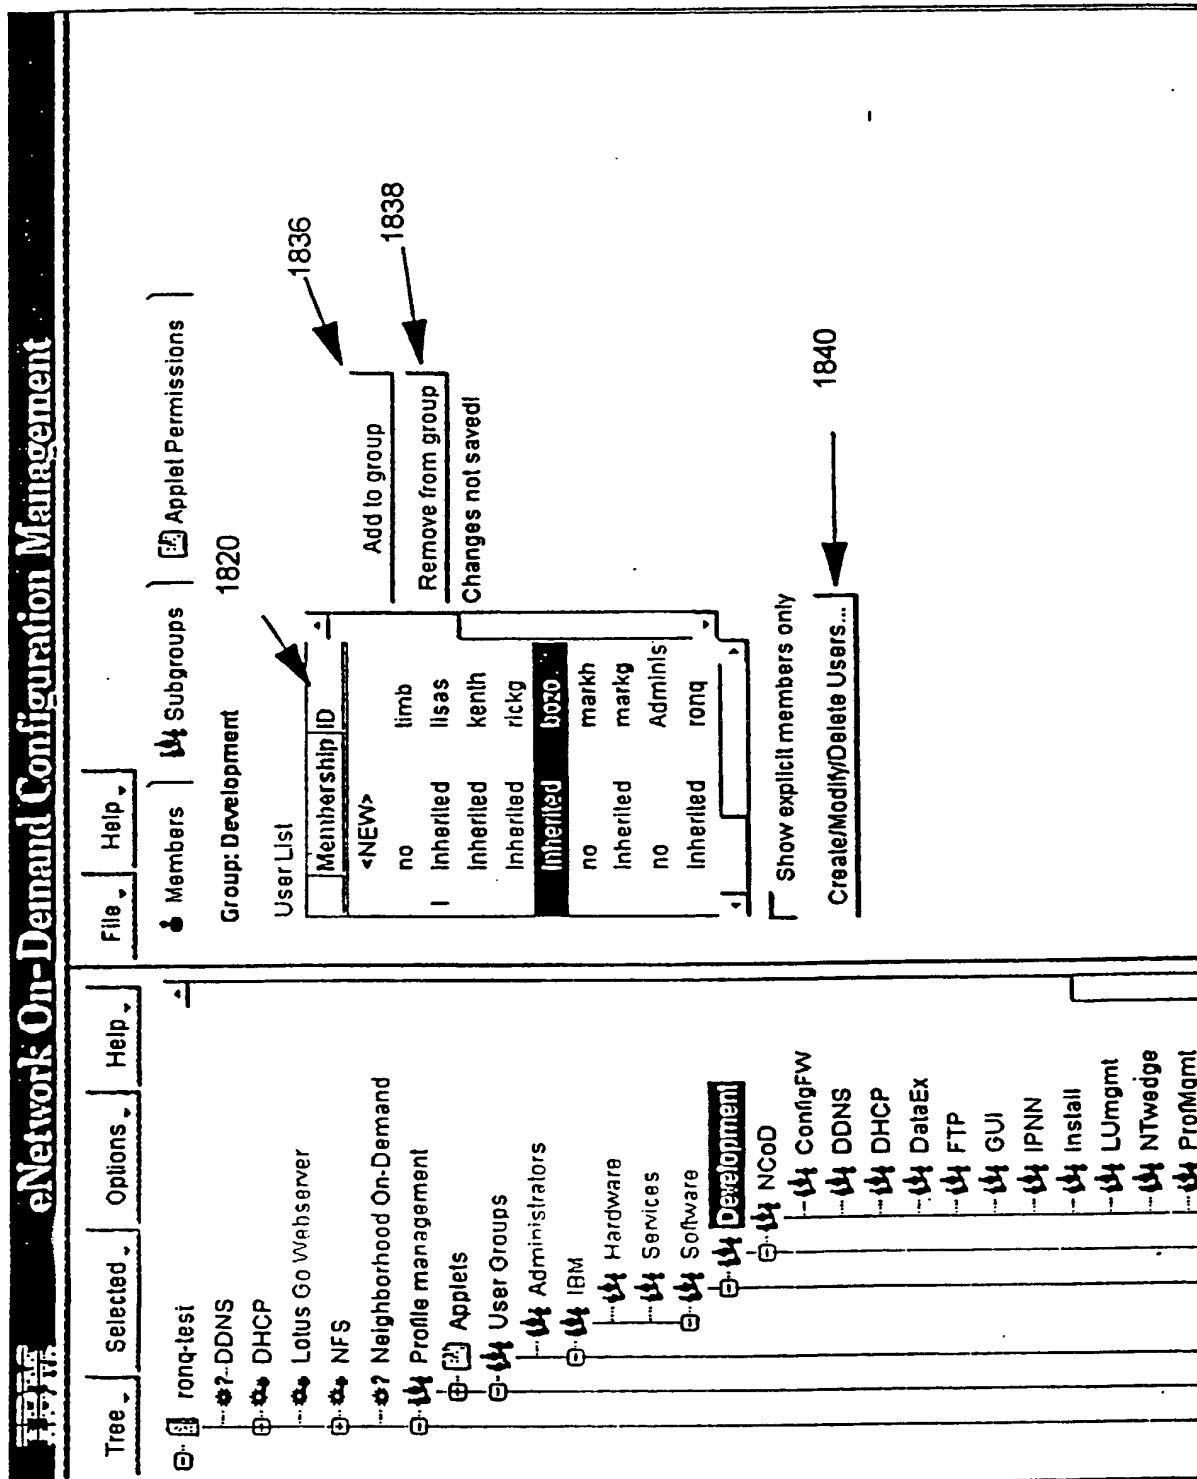 IBM eNetwork On-Demand Configuration Management
Tree Selected Options Help
ronq-test
?--DDNS
DHCP
Lotus Go Webserver
NFS
? Neighborhood On-Demand
Profile management
Applets
User Groups
Administrators
IBM
Hardware
Services
Software
Development
NCoD
ConfigFW
DDNS
DHCP
DataEx
FTP
GUI
IPNN
Install
LUmgmt
NTwedge
ProfMgmt
File Help
Members Subgroups Applet Permissions
Group: Development
1820
User List
Membership ID
<NEW>
no timb
Inherited lisas
Inherited kenth
Inherited rickg
Inherited bozo
no markh
Inherited markg
no Adminis
Inherited ronq
Add to group
1836
Remove from group
1838
Changes not saved!
Show explicit members only
Create/Modify/Delete Users...
1840